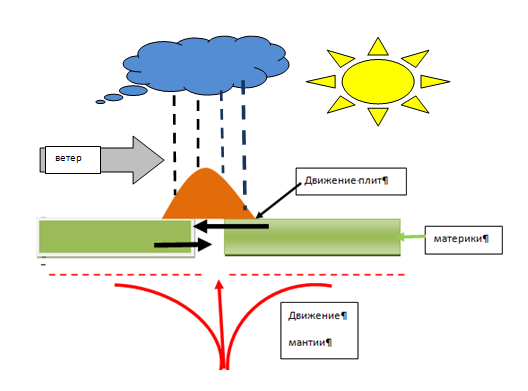 ветер
Движение·плит¶
материки¶
Движение¶
мантии¶